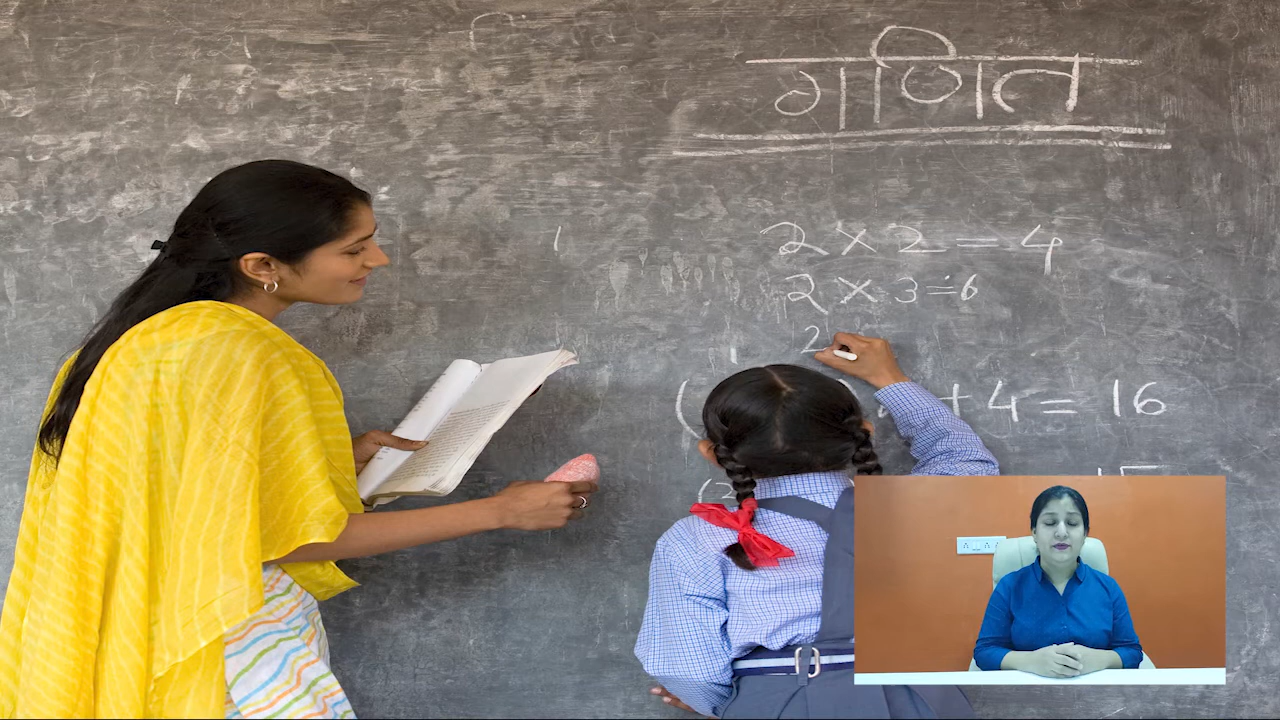 गणित
2 × 2 = 4
2 × 3 = 6
2
+ 4 = 16